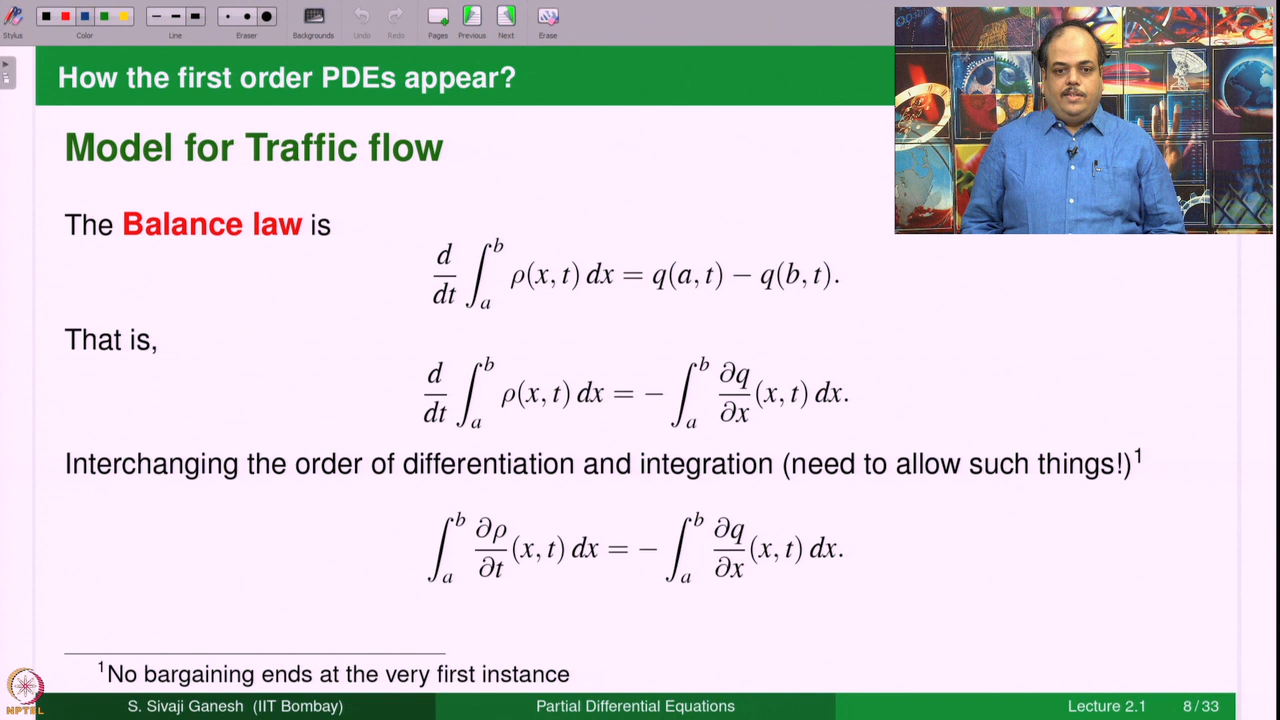 Stylus
Color
Line
Eraser
Backgrounds
Undo
Redo
Pages
Previous
Next
Erase
How the first order PDEs appear?
Model for Traffic flow
The Balance law is
d/dt ∫_a^b ρ(x, t) dx = q(a, t) − q(b, t).
That is,
d/dt ∫_a^b ρ(x, t) dx = − ∫_a^b ∂q/∂x (x, t) dx.
Interchanging the order of differentiation and integration (need to allow such things!)¹
∫_a^b ∂ρ/∂t (x, t) dx = − ∫_a^b ∂q/∂x (x, t) dx.
¹No bargaining ends at the very first instance
NPTEL
S. Sivaji Ganesh (IIT Bombay)
Partial Differential Equations
Lecture 2.1
8 / 33